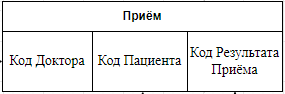 Приём
Код Доктора
Код Пациента
Код Результата
Приёма